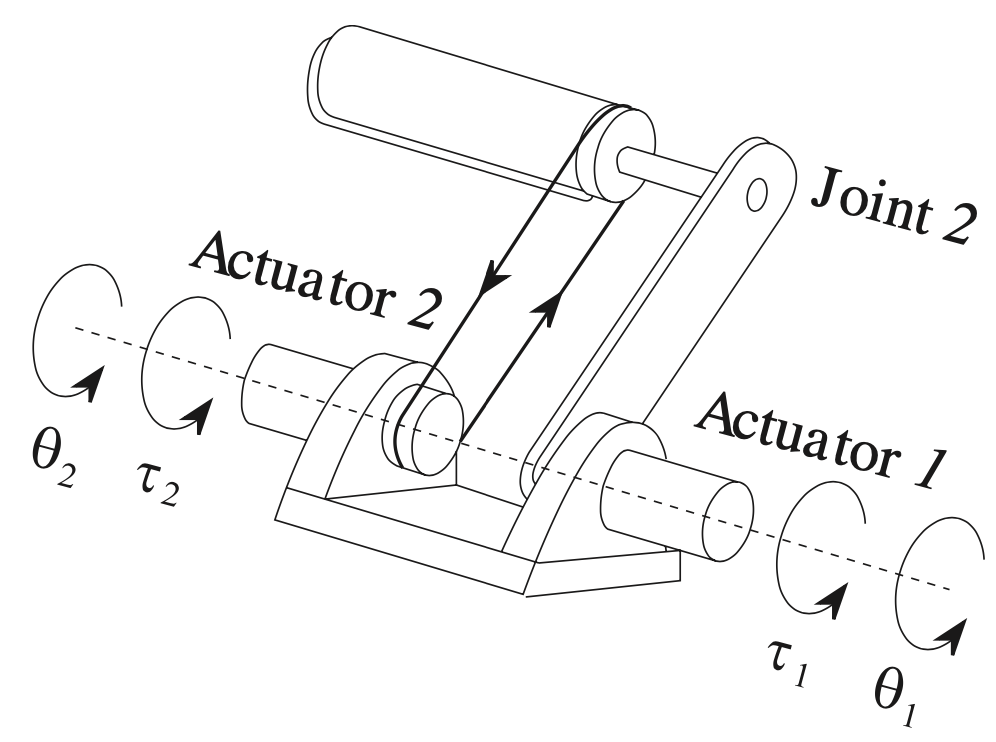 Joint 2
Actuator 2
Actuator 1
θ2
τ2
τ1
θ1